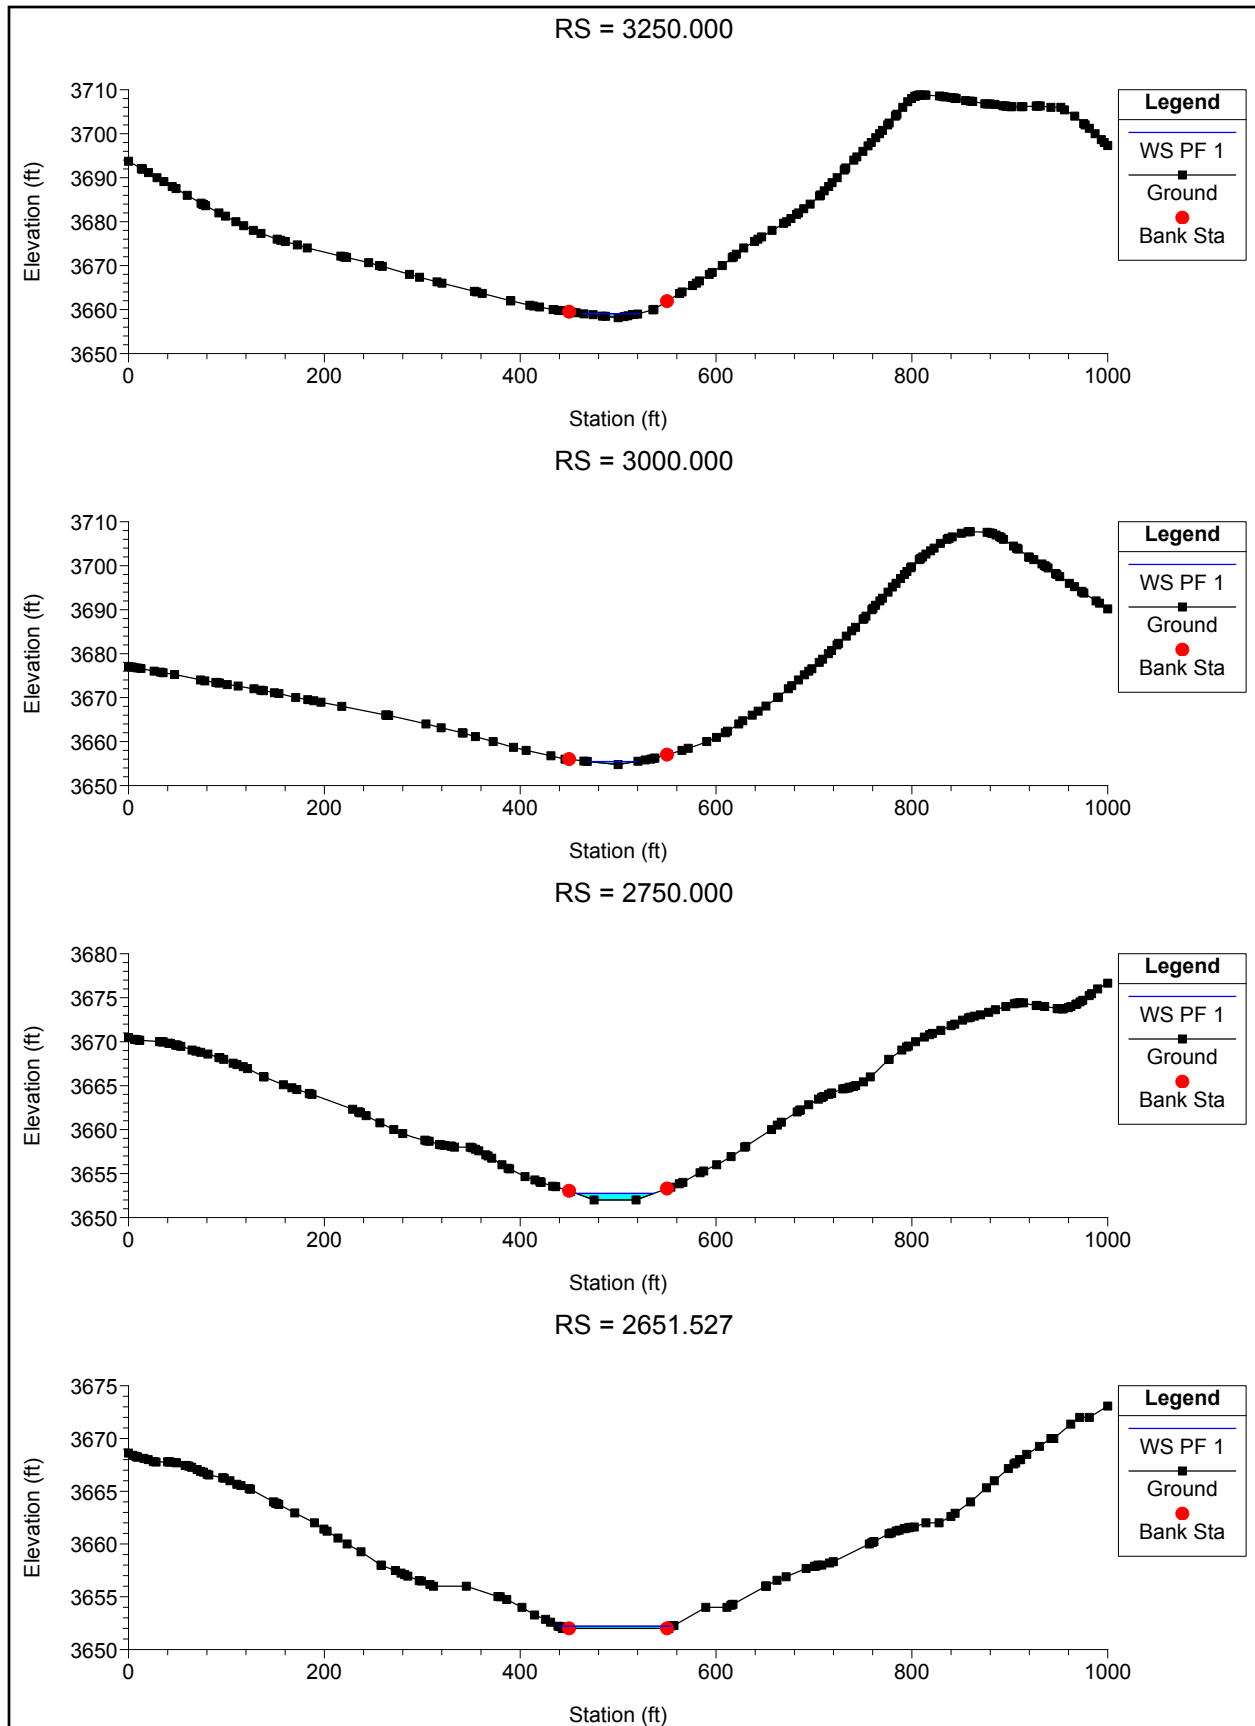 RS = 3250.000
3710
3700
3690
3680
3670
3660
3650
Elevation (ft)
0 200 400 600 800 1000
Station (ft)
Legend
WS PF 1
Ground
Bank Sta
RS = 3000.000
3710
3700
3690
3680
3670
3660
3650
Elevation (ft)
0 200 400 600 800 1000
Station (ft)
Legend
WS PF 1
Ground
Bank Sta
RS = 2750.000
3680
3675
3670
3665
3660
3655
3650
Elevation (ft)
0 200 400 600 800 1000
Station (ft)
Legend
WS PF 1
Ground
Bank Sta
RS = 2651.527
3675
3670
3665
3660
3655
3650
Elevation (ft)
0 200 400 600 800 1000
Station (ft)
Legend
WS PF 1
Ground
Bank Sta